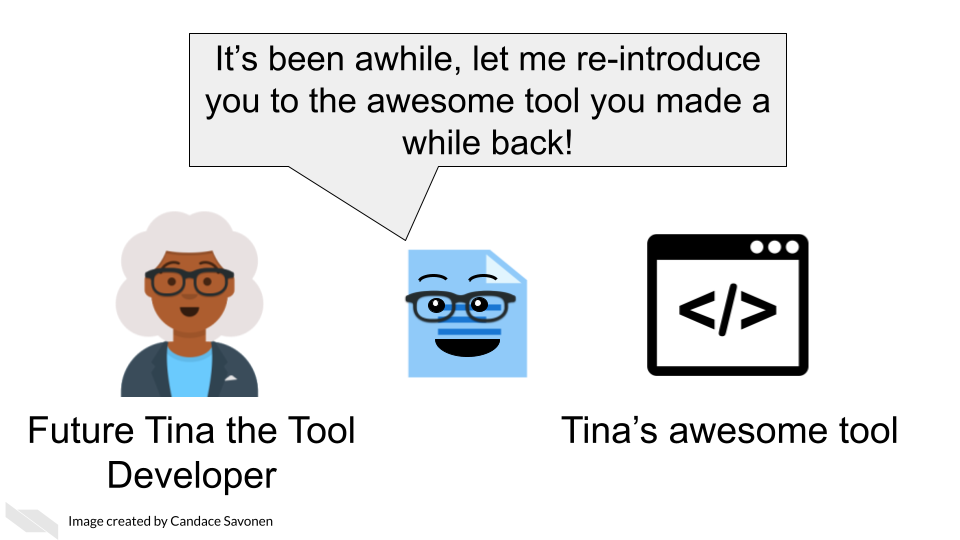 It’s been awhile, let me re-introduce
you to the awesome tool you made a
while back!
</>
Future Tina the Tool
Developer
Tina’s awesome tool
Image created by Candace Savonen